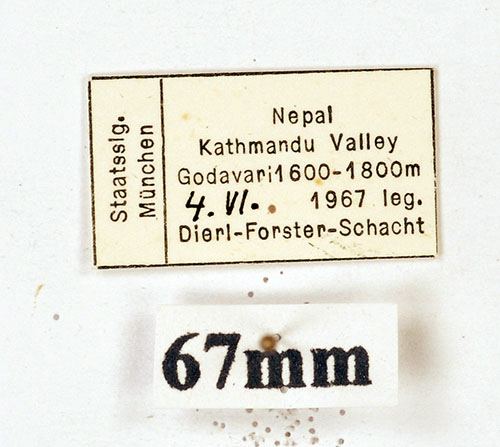 Staatsslg.
München
Nepal
Kathmandu Valley
Godavari 1600-1800m
4. VI. 1967 leg.
Dierl-Forster-Schacht
67mm